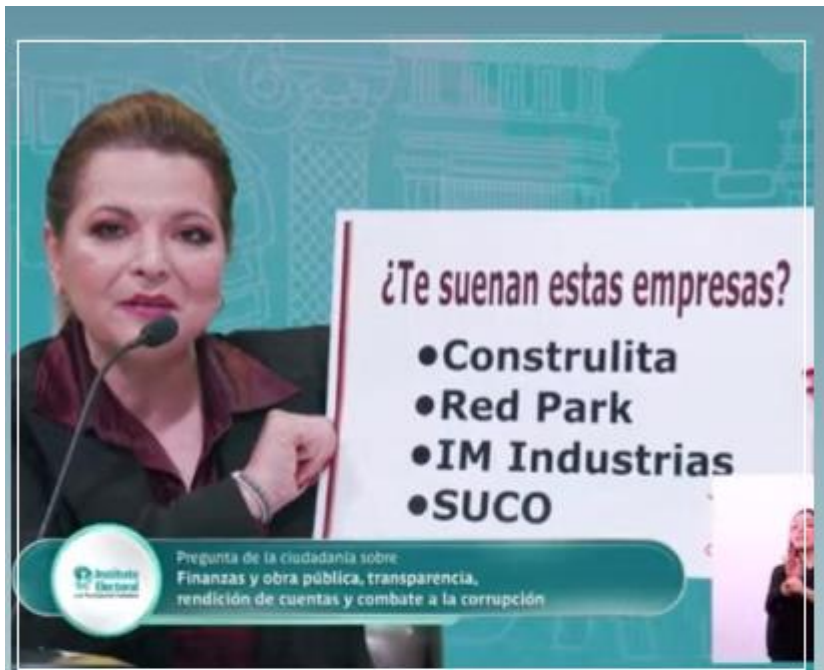 ¿Te suenan estas empresas?
•Construlita
•Red Park
•IM Industrias
•SUCO
Instituto
Electoral
Pregunta de la ciudadanía sobre
Finanzas y obra pública, transparencia,
rendición de cuentas y combate a la corrupción